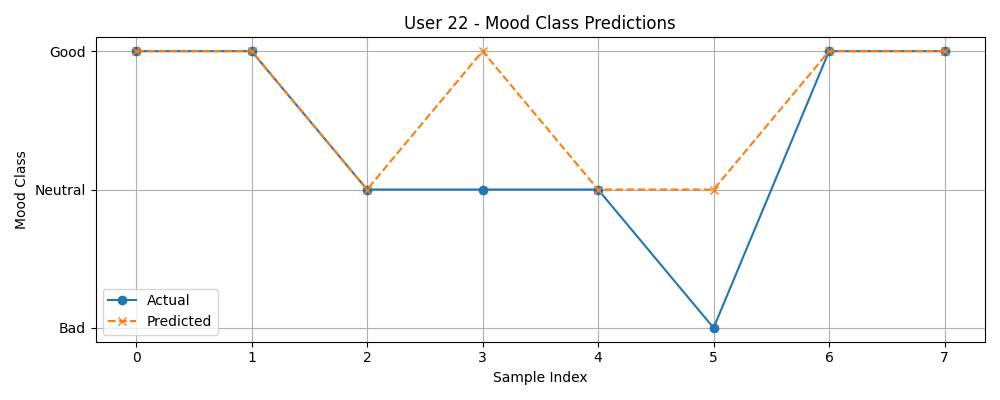 User 22 - Mood Class Predictions
Good
Neutral
Bad
Mood Class
Actual
Predicted
0 1 2 3 4 5 6 7
Sample Index